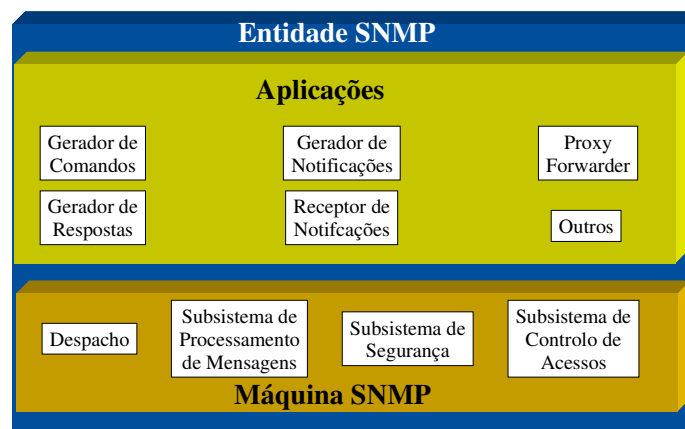 Entidade SNMP
Aplicações
Gerador de
Comandos
Gerador de
Notificações
Proxy
Forwarder
Gerador de
Respostas
Receptor de
Notifcações
Outros
Despacho
Subsistema de
Processamento
de Mensagens
Subsistema de
Segurança
Subsistema de
Controlo de
Acessos
Máquina SNMP